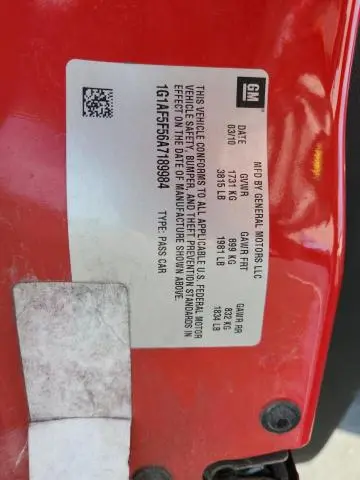 GM
MFD BY GENERAL MOTORS LLC
DATE GVWR GAWR FRT GAWR RR
03/10 1731 KG 899 KG 832 KG
3815 LB 1981 LB 1834 LB
THIS VEHICLE CONFORMS TO ALL APPLICABLE U.S. FEDERAL MOTOR
VEHICLE SAFETY, BUMPER, AND THEFT PREVENTION STANDARDS IN
EFFECT ON THE DATE OF MANUFACTURE SHOWN ABOVE.
1G1AF5F56A7180984 TYPE: PASS CAR